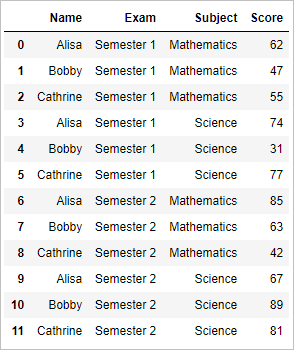 Name Exam Subject Score
0 Alisa Semester 1 Mathematics 62
1 Bobby Semester 1 Mathematics 47
2 Cathrine Semester 1 Mathematics 55
3 Alisa Semester 1 Science 74
4 Bobby Semester 1 Science 31
5 Cathrine Semester 1 Science 77
6 Alisa Semester 2 Mathematics 85
7 Bobby Semester 2 Mathematics 63
8 Cathrine Semester 2 Mathematics 42
9 Alisa Semester 2 Science 67
10 Bobby Semester 2 Science 89
11 Cathrine Semester 2 Science 81